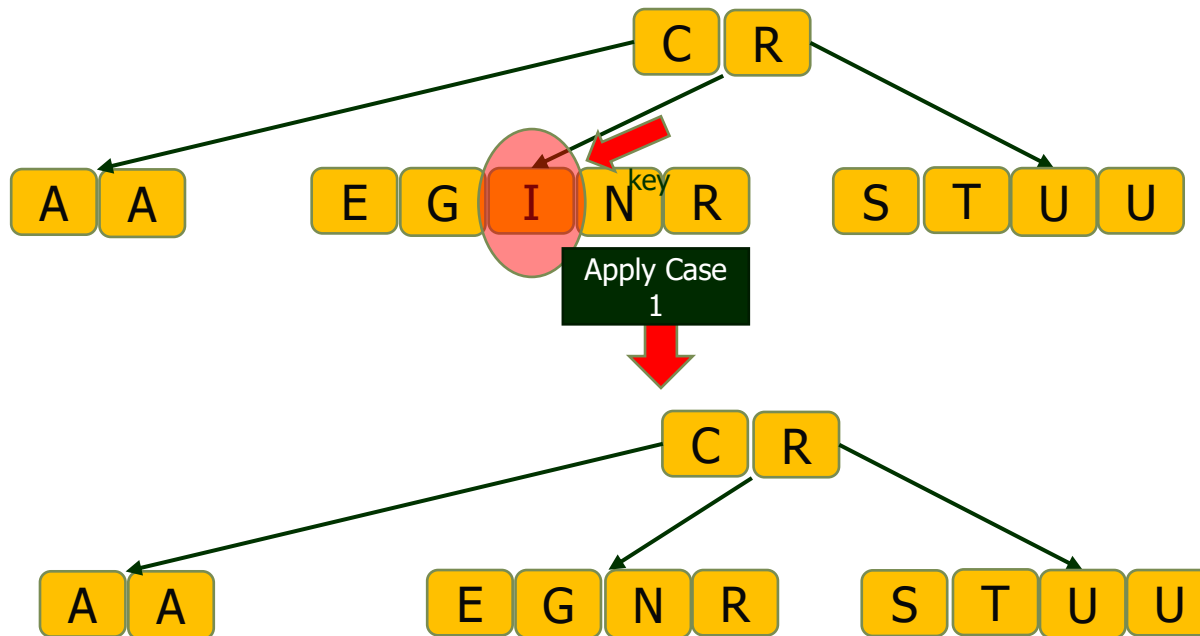 C R
A A E G I N R S T U U
key
Apply Case
1
C R
A A E G N R S T U U